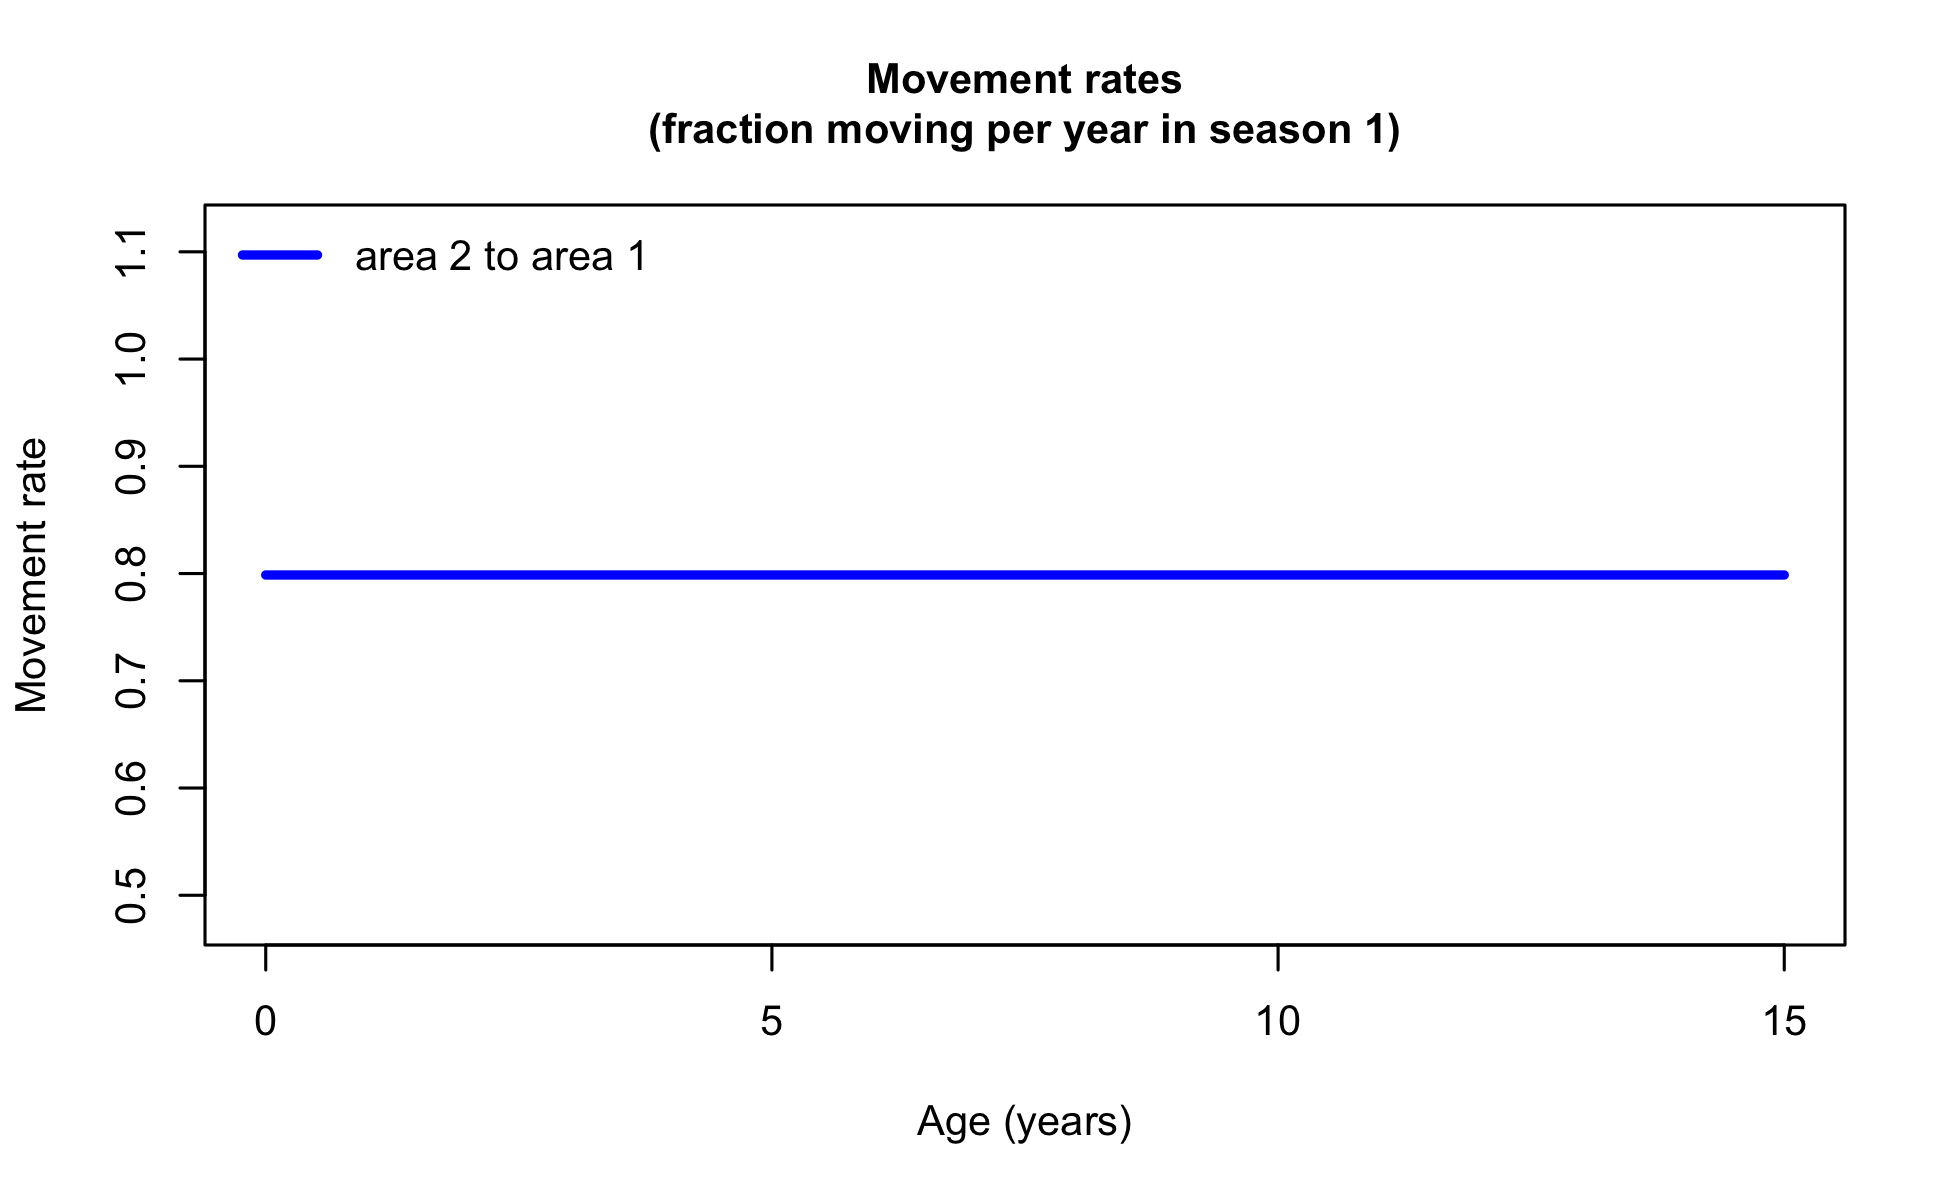 Movement rates
(fraction moving per year in season 1)
area 2 to area 1
Movement rate
1.1
1.0
0.9
0.8
0.7
0.6
0.5
0 5 10 15
Age (years)